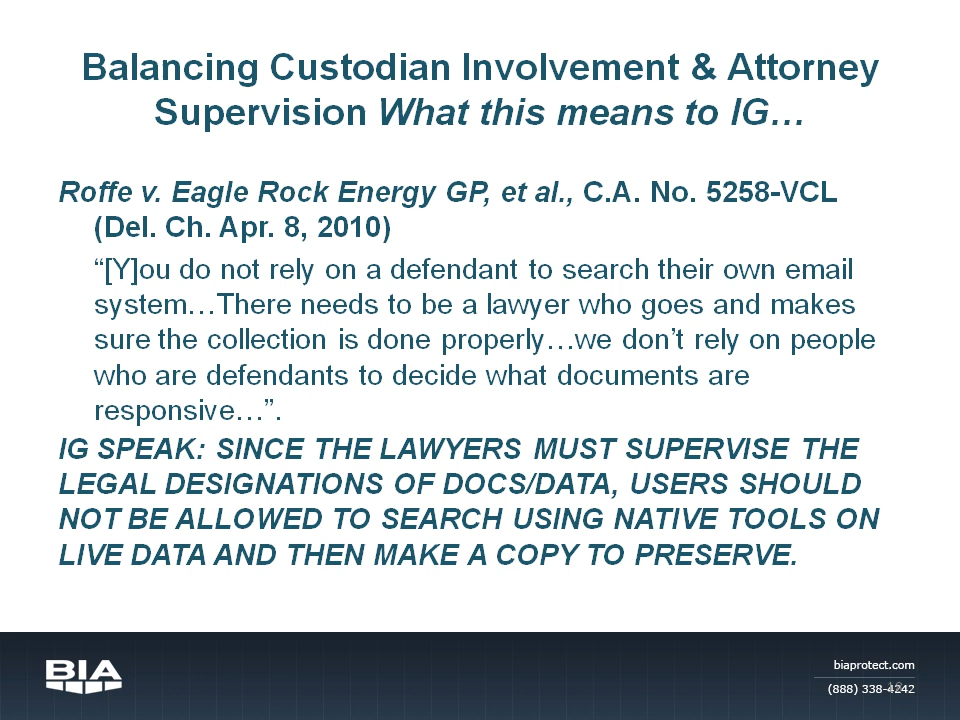 Balancing Custodian Involvement & Attorney
Supervision What this means to IG…
Roffe v. Eagle Rock Energy GP, et al., C.A. No. 5258-VCL
(Del. Ch. Apr. 8, 2010)
“[Y]ou do not rely on a defendant to search their own email
system…There needs to be a lawyer who goes and makes
sure the collection is done properly…we don’t rely on people
who are defendants to decide what documents are
responsive…”.
IG SPEAK: SINCE THE LAWYERS MUST SUPERVISE THE
LEGAL DESIGNATIONS OF DOCS/DATA, USERS SHOULD
NOT BE ALLOWED TO SEARCH USING NATIVE TOOLS ON
LIVE DATA AND THEN MAKE A COPY TO PRESERVE.
BIA
biaprotect.com
(888) 338-4242